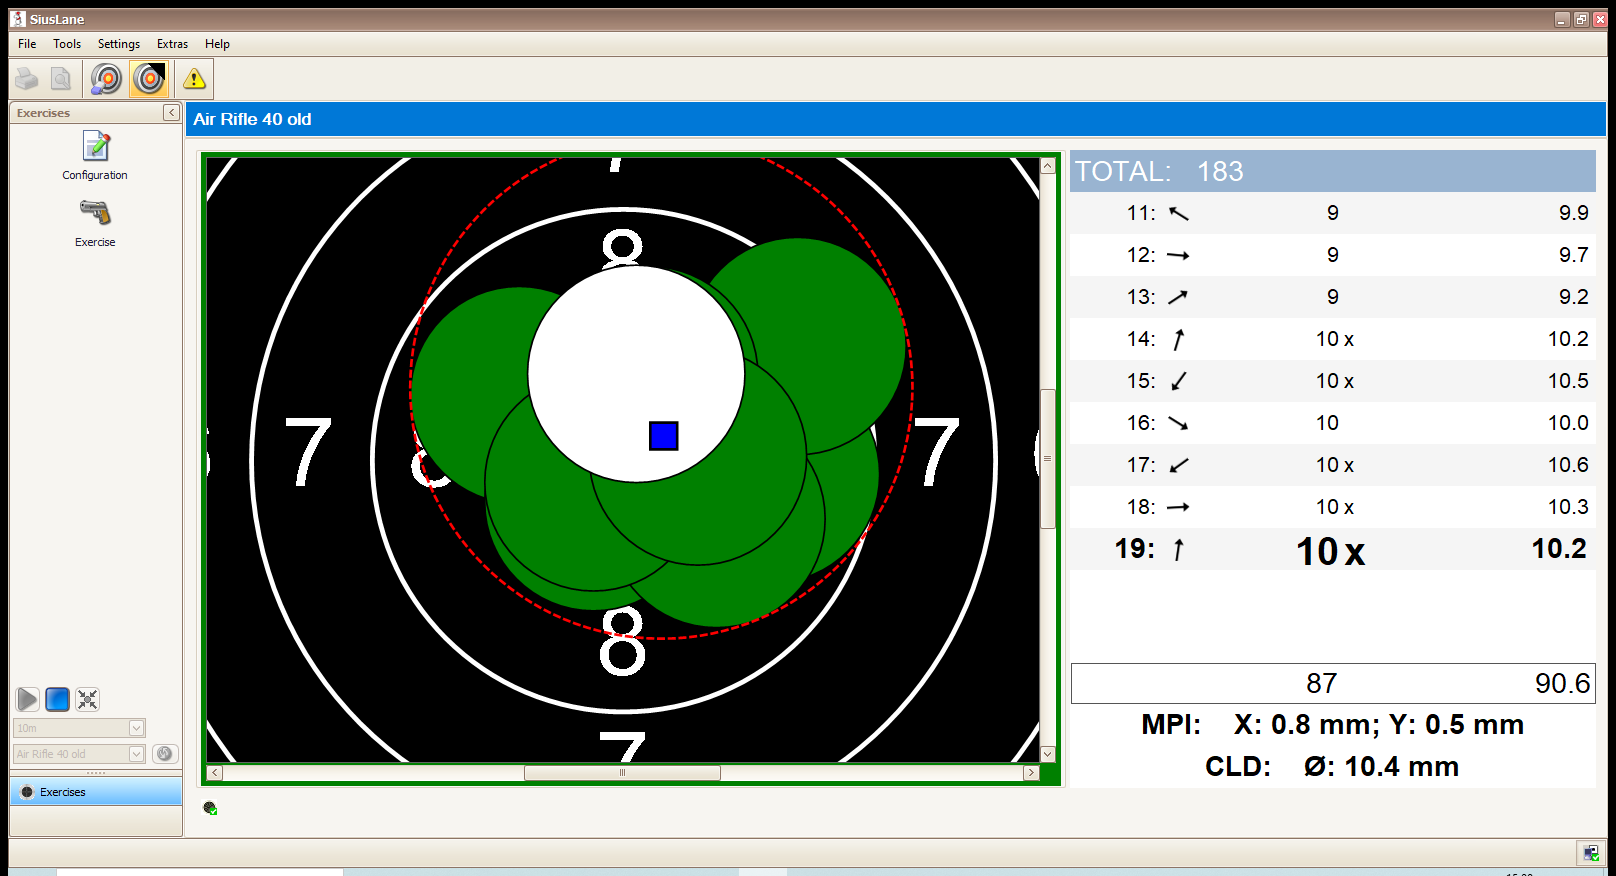 SiusLane
File Tools Settings Extras Help
Exercises
Configuration
Exercise
10m
Air Rifle 40 old
Exercises
Air Rifle 40 old
7
8
7
8
7
8
7
TOTAL: 183
11: 9 9.9
12: 9 9.7
13: 9 9.2
14: 10 x 10.2
15: 10 x 10.5
16: 10 10.0
17: 10 x 10.6
18: 10 x 10.3
19: 10 x 10.2
87 90.6
MPI: X: 0.8 mm; Y: 0.5 mm
CLD: Ø: 10.4 mm